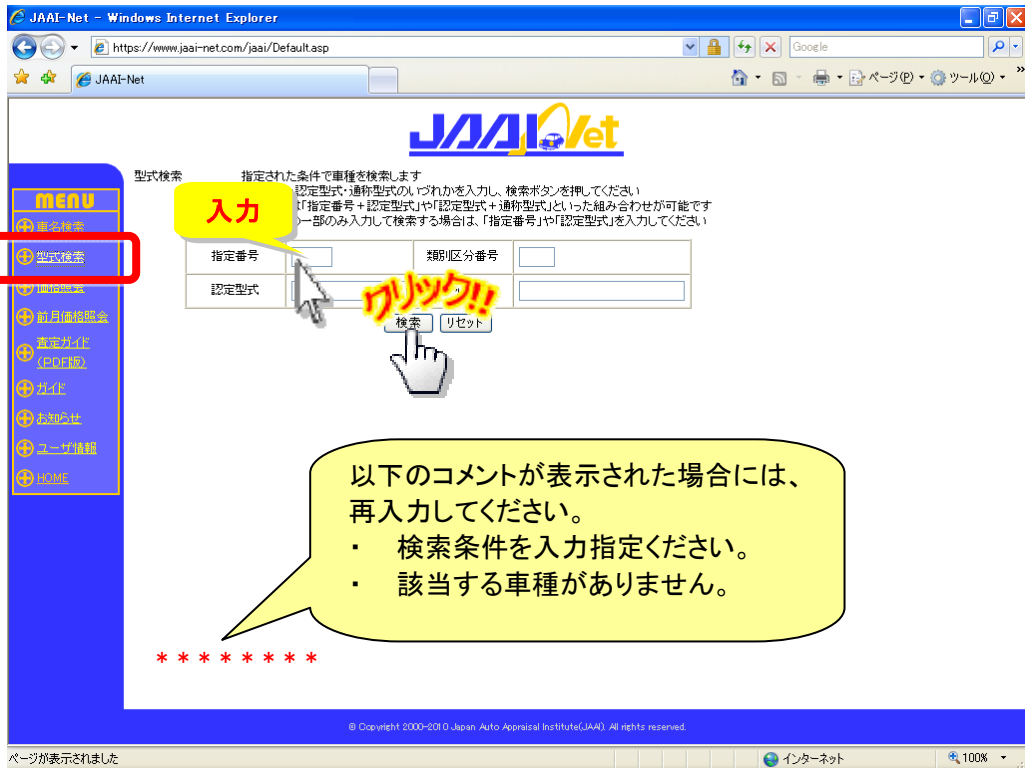 JAAI-Net - Windows Internet Explorer
https://www.jaai-net.com/jaai/Default.asp
Google
JAAI-Net
ページ(P)
ツール(O)
»
JAAI Net
型式検索
指定された条件で車種を検索します
認定型式・通称型式のいづれかを入力し、検索ボタンを押してください
「指定番号+認定型式」や「認定型式+通称型式」といった組み合わせが可能です
一部のみ入力して検索する場合は、「指定番号」や「認定型式」を入力してください
入力
MENU
車名検索
型式検索
価格照会
前月価格照会
査定ガイド
(PDF版)
ガイド
お知らせ
ユーザ情報
HOME
指定番号
類別区分番号
認定型式
クリック!!
検索
リセット
以下のコメントが表示された場合には、
再入力してください。
・ 検索条件を入力指定ください。
・ 該当する車種がありません。
* * * * * * * *
© Copyright 2000-2010 Japan Auto Appraisal Institute(JAAI). All rights reserved.
ページが表示されました
インターネット
100%